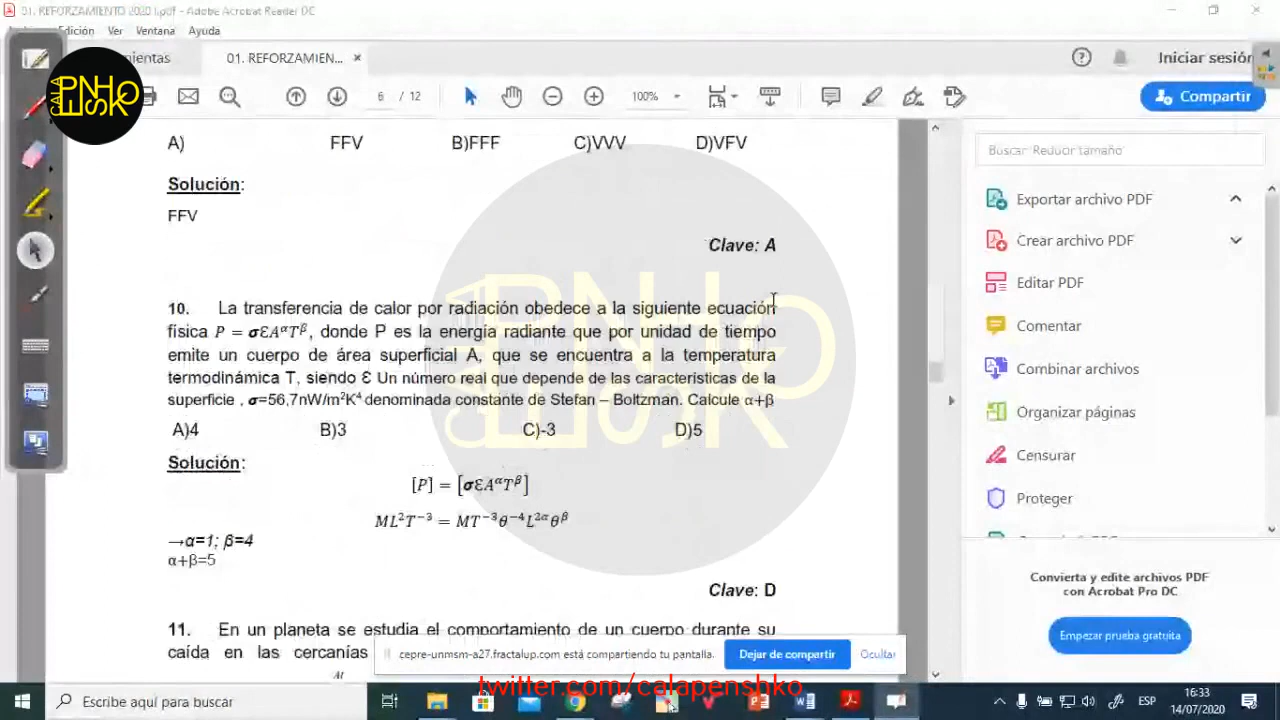 01. REFORZAMIENTO 2020 I.pdf - Adobe Acrobat Reader DC
Edición Ver Ventana Ayuda
01. REFORZAMIEN... × Iniciar sesión
6 / 12 100% Compartir
A) FFV B)FFF C)VVV D)VFV
Buscar 'Reducir tamaño'
Solución:
FFV
Clave: A
10. La transferencia de calor por radiación obedece a la siguiente ecuación
física P = σƐA^αT^β, donde P es la energía radiante que por unidad de tiempo
emite un cuerpo de área superficial A, que se encuentra a la temperatura
termodinámica T, siendo Ɛ Un número real que depende de las características de la
superficie , σ=56,7nW/m²K⁴ denominada constante de Stefan – Boltzman. Calcule α+β
A)4 B)3 C)-3 D)5
Solución:
[P] = [σƐA^αT^β]
ML²T⁻³ = MT⁻³θ⁻⁴L^2αθ^β
→α=1; β=4
α+β=5
Clave: D
11. En un planeta se estudia el comportamiento de un cuerpo durante su
caída en las cercanías
Exportar archivo PDF
Crear archivo PDF
Editar PDF
Comentar
Combinar archivos
Organizar páginas
Censurar
Proteger
Convierta y edite archivos PDF
con Acrobat Pro DC
Empezar prueba gratuita
cepre-unmsm-a27.fractalup.com está compartiendo tu pantalla. Dejar de compartir Ocultar
twitter.com/calapenshko
Escribe aquí para buscar
ESP
16:33
14/07/2020